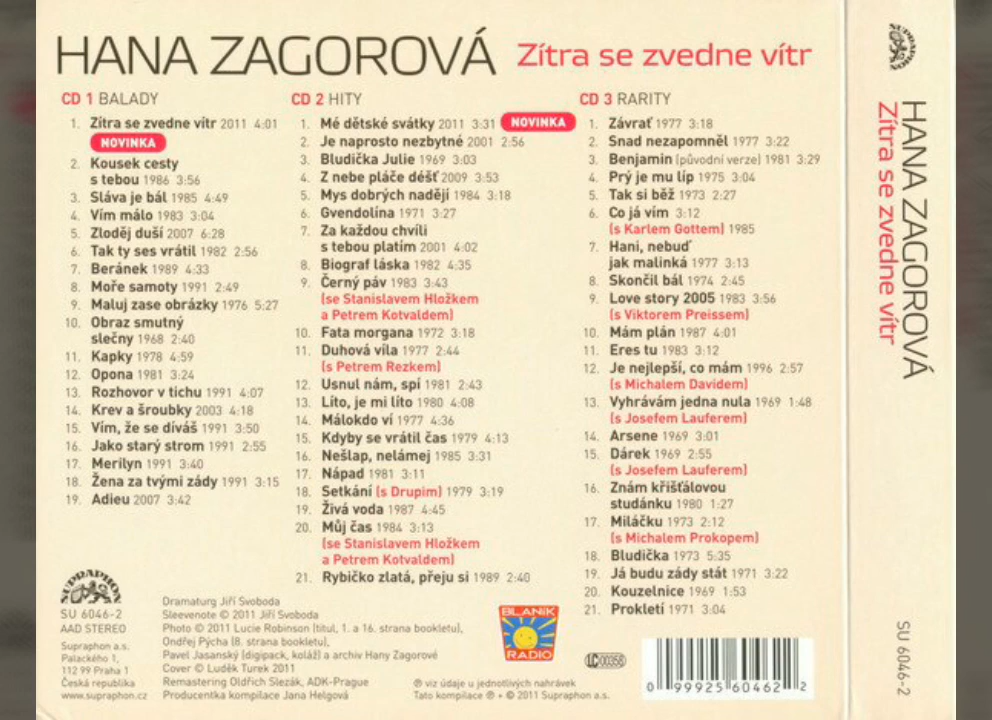 HANA ZAGOROVÁ Zítra se zvedne vítr
CD 1 BALADY
1. Zítra se zvedne vítr 2011 4:01
NOVINKA
2. Kousek cesty
s tebou 1986 3:56
3. Sláva je bál 1985 4:49
4. Vím málo 1983 3:04
5. Zloděj duší 2007 6:28
6. Tak ty ses vrátil 1982 2:56
7. Beránek 1989 4:33
8. Moře samoty 1991 2:49
9. Maluj zase obrázky 1976 5:27
10. Obraz smutný
slečny 1968 2:40
11. Kapky 1978 4:59
12. Opona 1981 3:24
13. Rozhovor v tichu 1991 4:07
14. Krev a šroubky 2003 4:18
15. Vím, že se díváš 1991 3:50
16. Jako starý strom 1991 2:55
17. Merilyn 1991 3:40
18. Žena za tvými zády 1991 3:15
19. Adieu 2007 3:42
CD 2 HITY
1. Mé dětské svátky 2011 3:31 NOVINKA
2. Je naprosto nezbytné 2001 2:56
3. Bludička Julie 1969 3:03
4. Z nebe pláče déšť 2009 3:53
5. Mys dobrých nadějí 1984 3:18
6. Gvendolína 1971 3:27
7. Za každou chvíli
s tebou platím 2001 4:02
8. Biograf láska 1982 4:35
9. Černý páv 1983 3:43
(se Stanislavem Hložkem
a Petrem Kotvaldem)
10. Fata morgana 1972 3:18
11. Duhová víla 1977 2:44
(s Petrem Rezkem)
12. Usnul nám, spí 1981 2:43
13. Líto, je mi líto 1980 4:08
14. Málokdo ví 1977 4:36
15. Kdyby se vrátil čas 1979 4:13
16. Nešlap, nelámej 1985 3:31
17. Nápad 1981 3:11
18. Setkání (s Drupim) 1979 3:19
19. Živá voda 1987 4:45
20. Můj čas 1984 3:13
(se Stanislavem Hložkem
a Petrem Kotvaldem)
21. Rybičko zlatá, přeju si 1989 2:40
CD 3 RARITY
1. Závrať 1977 3:18
2. Snad nezapomněl 1977 3:22
3. Benjamin (původní verze) 1981 3:29
4. Prý je mu líp 1975 3:04
5. Tak si běž 1973 2:27
6. Co já vím 3:12
(s Karlem Gottem) 1985
7. Hani, nebuď
jak malinká 1977 3:13
8. Skončil bál 1974 2:45
9. Love story 2005 1983 3:56
(s Viktorem Preissem)
10. Mám plán 1987 4:01
11. Eres tu 1983 3:12
12. Je nejlepší, co mám 1996 2:57
(s Michalem Davidem)
13. Vyhrávám jedna nula 1969 1:48
(s Josefem Lauferem)
14. Arsene 1969 3:01
15. Dárek 1969 2:55
(s Josefem Lauferem)
16. Znám křišťálovou
studánku 1980 1:27
17. Miláčku 1973 2:12
(s Michalem Prokopem)
18. Bludička 1973 5:35
19. Já budu zády stát 1971 3:22
20. Kouzelnice 1969 1:53
21. Prokletí 1971 3:04
SUPRAPHON
SU 6046-2
AAD STEREO
Supraphon a.s.
Palackého 1,
112 99 Praha 1
Česká republika
www.supraphon.cz
Dramaturg Jiří Svoboda
Sleevenote © 2011 Jiří Svoboda
Photo © 2011 Lucie Robinson (titul, 1. a 16. strana bookletu),
Ondřej Pýcha (8. strana bookletu),
Pavel Jasanský (digipack, koláž) a archiv Hany Zagorové
Cover © Luděk Turek 2011
Remastering Oldřich Slezák, ADK-Prague
Producentka kompilace Jana Helgová
℗ viz údaje u jednotlivých nahrávek
Tato kompilace ℗ • © 2011 Supraphon a.s.
BLANÍK
RADIO
LC 00358
0 99925 60462 2
HANA ZAGOROVÁ
Zítra se zvedne vítr
SU 6046-2